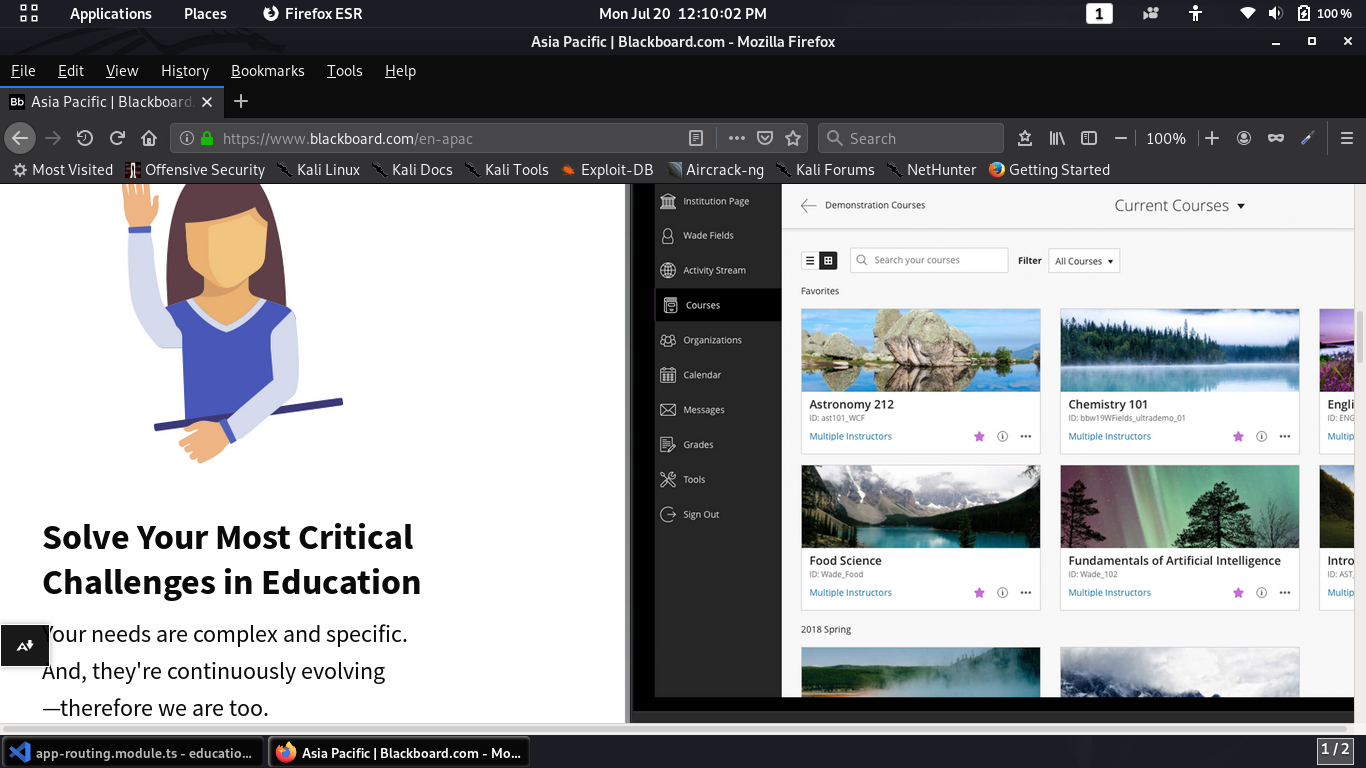 Applications Places Firefox ESR Mon Jul 20 12:10:02 PM 1 100 %
Asia Pacific | Blackboard.com - Mozilla Firefox
File Edit View History Bookmarks Tools Help
Bb Asia Pacific | Blackboard.
https://www.blackboard.com/en-apac Search 100%
Most Visited Offensive Security Kali Linux Kali Docs Kali Tools Exploit-DB Aircrack-ng Kali Forums NetHunter Getting Started
Institution Page
Wade Fields
Activity Stream
Courses
Organizations
Calendar
Messages
Grades
Tools
Sign Out
Demonstration Courses Current Courses
Search your courses Filter All Courses
Favorites
Astronomy 212 Chemistry 101 Engli
ID: ast101_WCF ID: bbw19WFields_ultrademo_01 ID: ENG
Multiple Instructors Multiple Instructors Multip
Food Science Fundamentals of Artificial Intelligence Intro
ID: Wade_Food ID: Wade_102 ID: AST_
Multiple Instructors Multiple Instructors Multip
2018 Spring
Solve Your Most Critical
Challenges in Education
Your needs are complex and specific.
And, they're continuously evolving
—therefore we are too.
A
app-routing.module.ts - educatio... Asia Pacific | Blackboard.com - Mo... 1 / 2